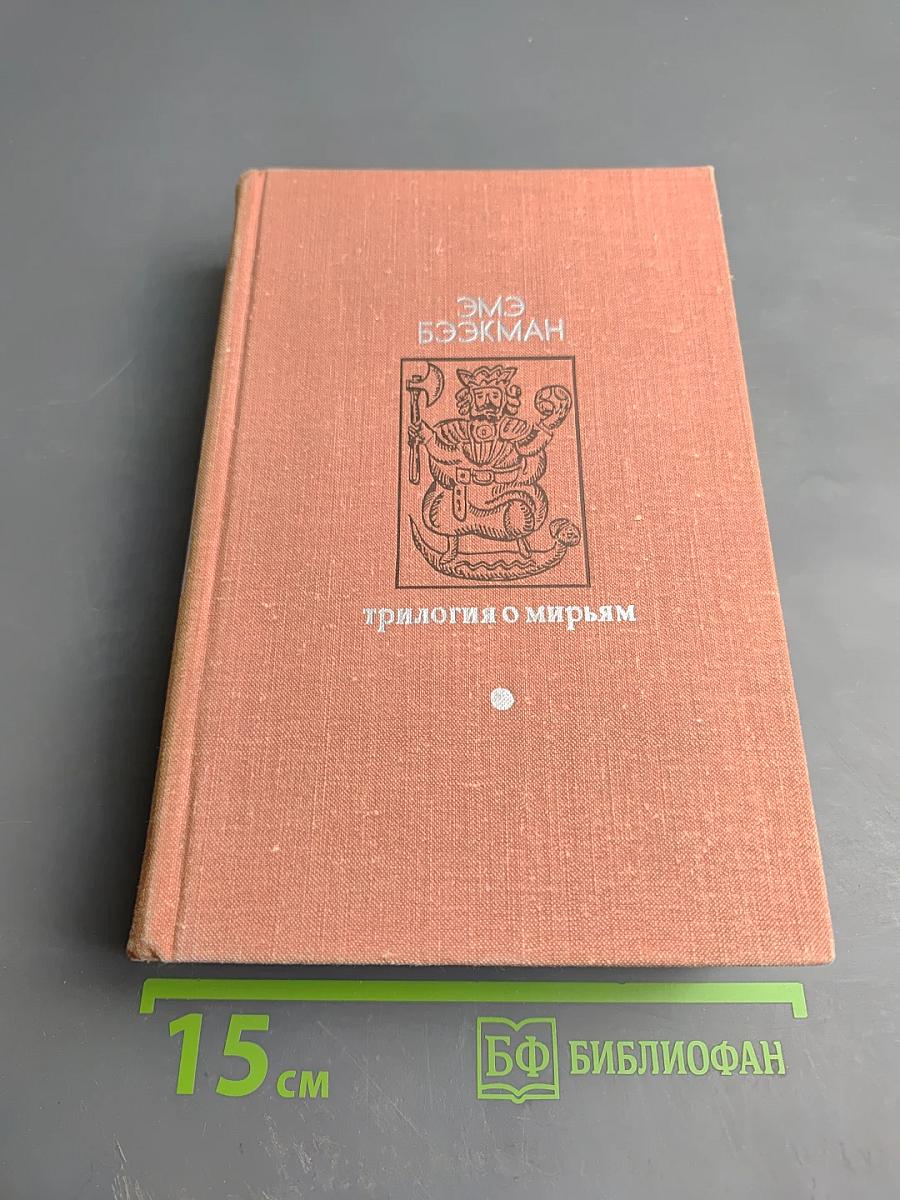 ЭМЭ
БЭЭКМАН
трилогия о мирьям
15 см
БФ БИБЛИОФАН